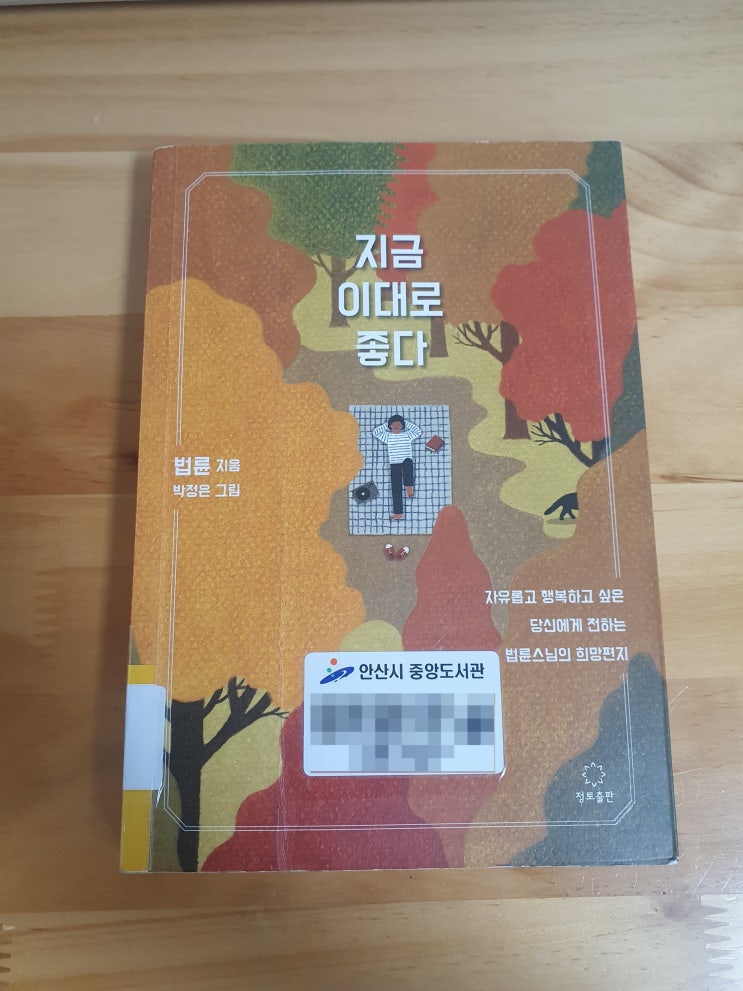 지금
이대로
좋다
법륜 지음
박정은 그림
자유롭고 행복하고 싶은
당신에게 전하는
법륜스님의 희망편지
안산시 중앙도서관
정토출판